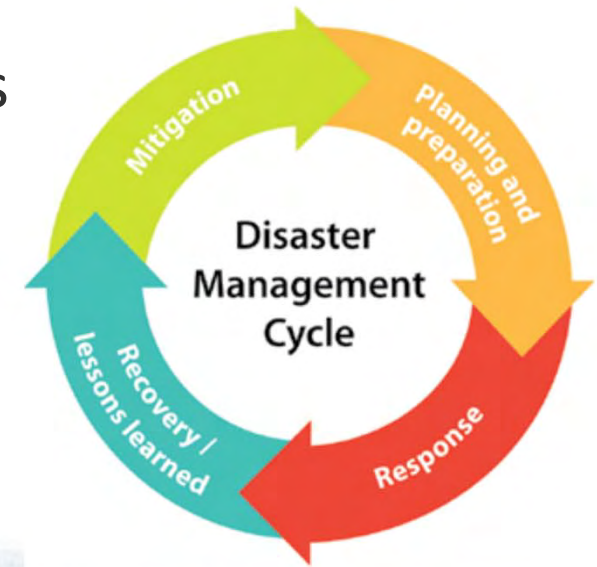 s
Mitigation
Planning and
preparation
Disaster
Management
Cycle
Recovery /
lessons learned
Response